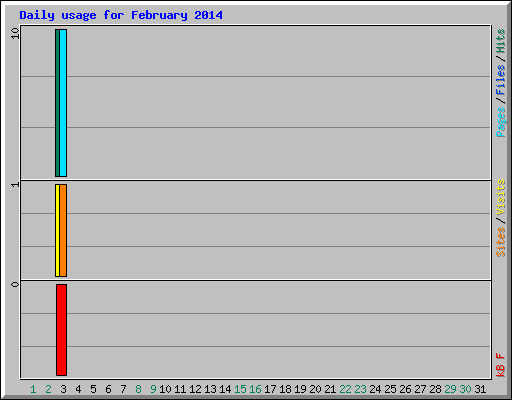 Daily usage for February 2014
10
1
0
Pages/Files/Hits
Sites/Visits
kB F
1 2 3 4 5 6 7 8 9 10 11 12 13 14 15 16 17 18 19 20 21 22 23 24 25 26 27 28 29 30 31